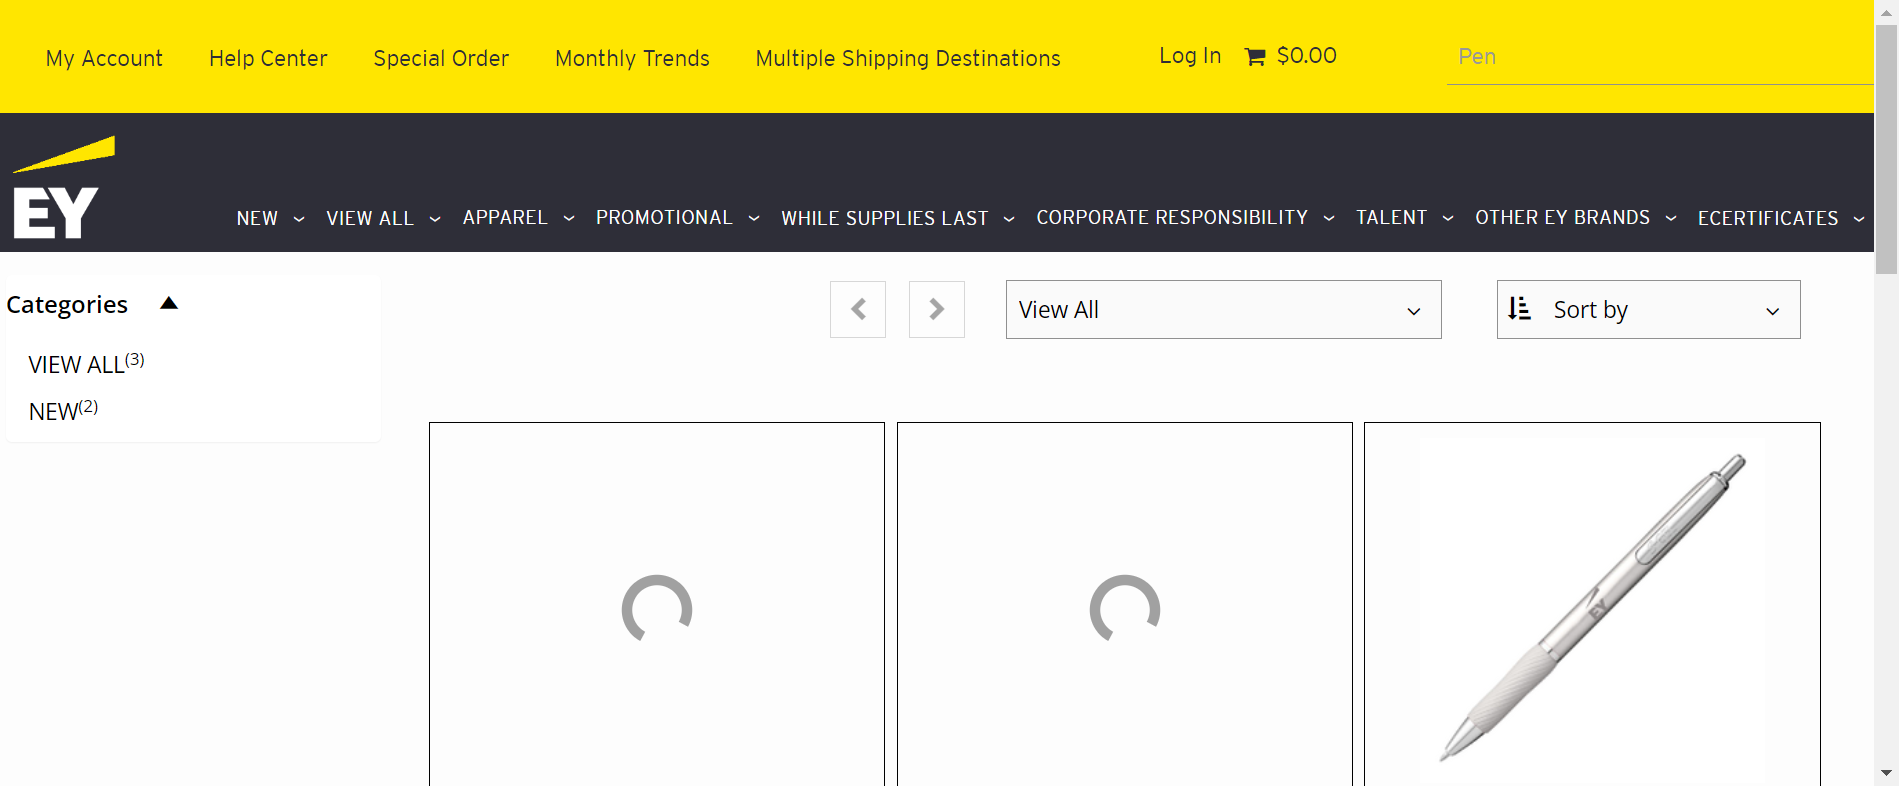 My Account Help Center Special Order Monthly Trends Multiple Shipping Destinations Log In $0.00 Pen
EY
NEW VIEW ALL APPAREL PROMOTIONAL WHILE SUPPLIES LAST CORPORATE RESPONSIBILITY TALENT OTHER EY BRANDS ECERTIFICATES
Categories
VIEW ALL(3)
NEW(2)
View All
Sort by
EY